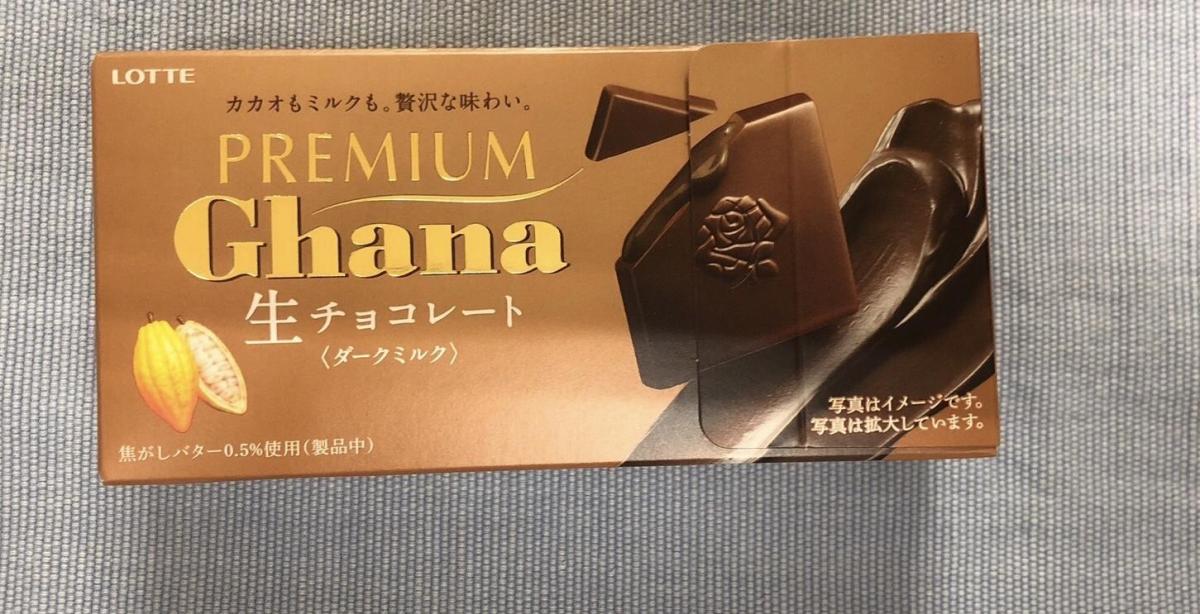 LOTTE
カカオもミルクも。贅沢な味わい。
PREMIUM
Ghana
生チョコレート
〈ダークミルク〉
焦がしバター0.5%使用(製品中)
写真はイメージです。
写真は拡大しています。